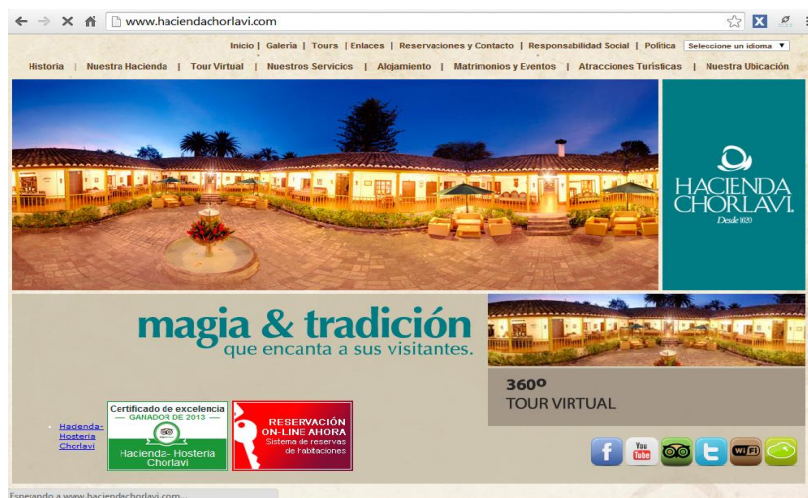 www.haciendachorlavi.com
Inicio | Galería | Tours | Enlaces | Reservaciones y Contacto | Responsabilidad Social | Política Seleccione un idioma ▼
Historia | Nuestra Hacienda | Tour Virtual | Nuestros Servicios | Alojamiento | Matrimonios y Eventos | Atracciones Turísticas | Nuestra Ubicación
HACIENDA
CHORLAVI.
Desde 1620
magia & tradición
que encanta a sus visitantes.
360º
TOUR VIRTUAL
Hacienda-
Hosteria
Chorlavi
Certificado de excelencia
— GANADOR DE 2013 —
Hacienda- Hosteria
Chorlavi
RESERVACIÓN
ON-LINE AHORA
Sistema de reservas
de habitaciones
f
You
Tube
t
Wi Fi
Esperando a www.haciendachorlavi.com...